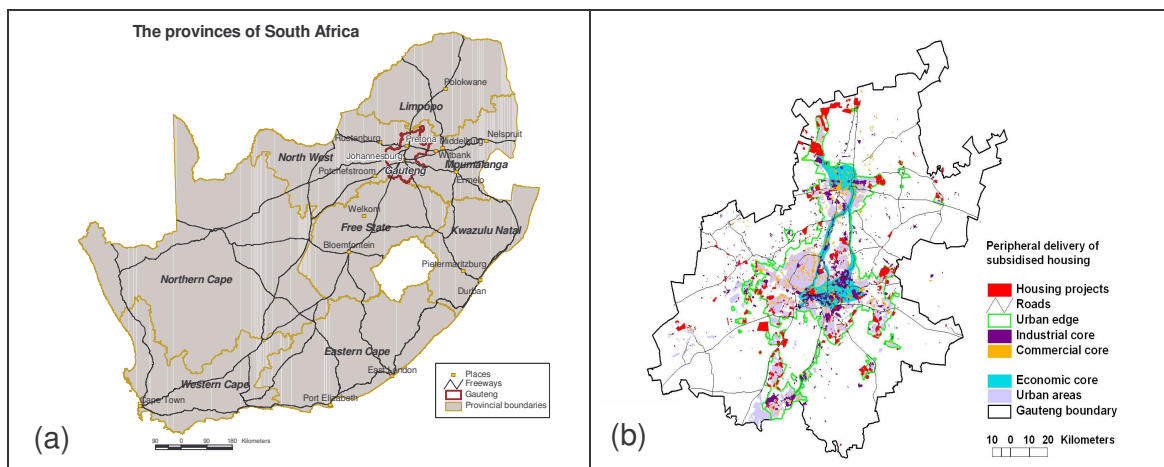 The provinces of South Africa
Polokwane
Limpopo
Nelspruit
Rustenburg
Pretoria
Middelburg
North West
Johannesburg
Witbank
Mpumalanga
Potchefstroom
Gauteng
Ermelo
Welkom
Free State
Kwazulu Natal
Bloemfontein
Pietermaritzburg
Northern Cape
Durban
Eastern Cape
East London
Western Cape
Cape Town
Port Elizabeth
Places
Freeways
Gauteng
Provincial boundaries
90 0 90 180 Kilometers
(a)
Peripheral delivery of
subsidised housing
Housing projects
Roads
Urban edge
Industrial core
Commercial core
Economic core
Urban areas
Gauteng boundary
10 0 10 20 Kilometers
(b)